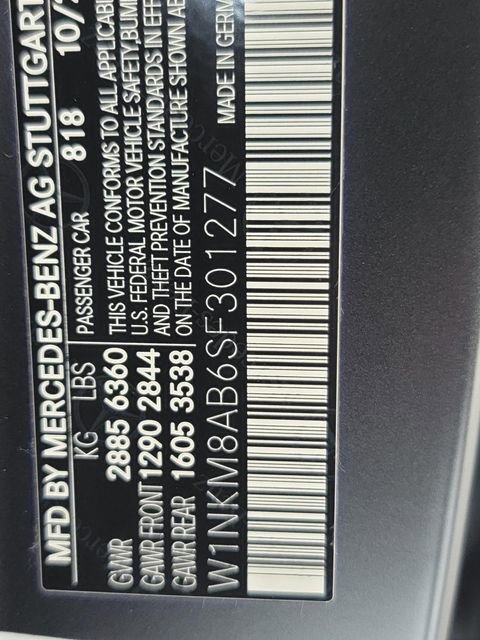 MFD BY MERCEDES-BENZ AG STUTTGART
KG LBS PASSENGER CAR 818 10/
GVWR 2885 6360 THIS VEHICLE CONFORMS TO ALL APPLICABLE
GAWR FRONT 1290 2844 U.S. FEDERAL MOTOR VEHICLE SAFETY BUM
GAWR REAR 1605 3538 AND THEFT PREVENTION STANDARDS IN EFF
ON THE DATE OF MANUFACTURE SHOWN AB
W1NKM8AB6SF301277 MADE IN GERM